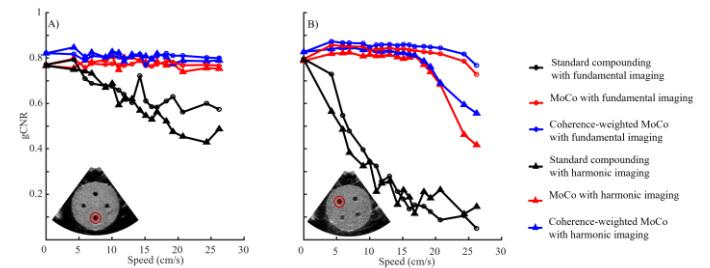 A)
B)
gCNR
1
0.8
0.6
0.4
0.2
0
5
10
15
20
25
30
Speed (cm/s)
0
5
10
15
20
25
30
Speed (cm/s)
Standard compounding
with fundamental imaging
MoCo with fundamental imaging
Coherence-weighted MoCo
with fundamental imaging
Standard compounding
with harmonic imaging
MoCo with harmonic imaging
Coherence-weighted MoCo
with harmonic imaging